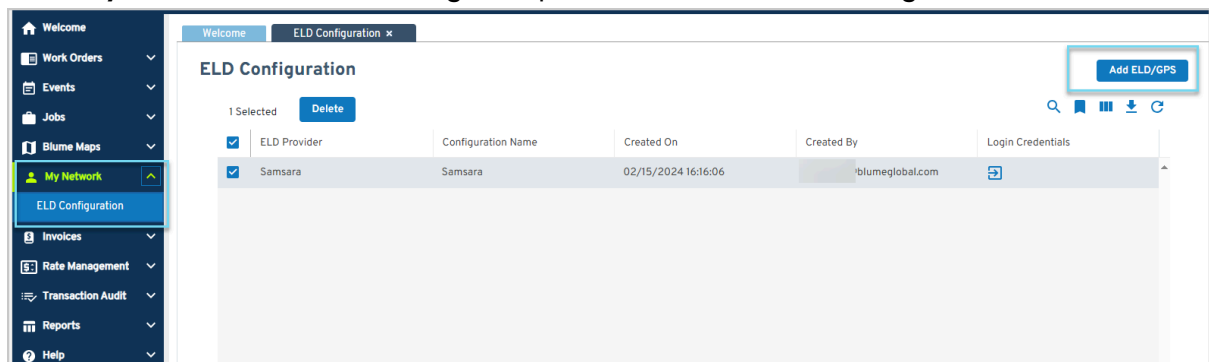 Welcome
Work Orders
Events
Jobs
Blume Maps
My Network
ELD Configuration
Invoices
Rate Management
Transaction Audit
Reports
Help
Welcome ELD Configuration ×
ELD Configuration
Add ELD/GPS
1 Selected Delete
ELD Provider Configuration Name Created On Created By Login Credentials
Samsara Samsara 02/15/2024 16:16:06 blumeglobal.com